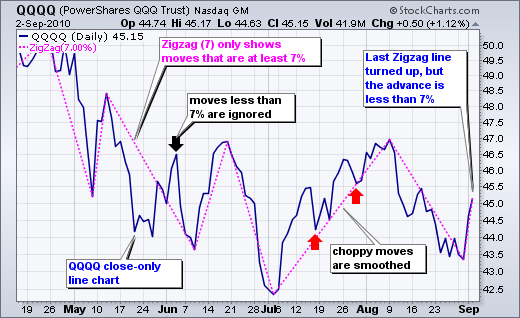 QQQQ (PowerShares QQQ Trust) Nasdaq GM
© StockCharts.com
2-Sep-2010
Op 44.74 Hi 45.17 Lo 44.63 Cl 45.15 Vol 41.9M Chg +0.50 (+1.12%)
QQQQ (Daily) 45.15
ZigZag(7.00%)
Zigzag (7) only shows
moves that are at least 7%
moves less than
7% are ignored
Last Zigzag line
turned up, but
the advance is
less than 7%
QQQQ close-only
line chart
choppy moves
are smoothed
50.0
49.5
49.0
48.5
48.0
47.5
47.0
46.5
46.0
45.5
45.0
44.5
44.0
43.5
43.0
42.5
19 26 May 10 17 24 Jun 7 14 21 28 Jul 6 12 19 26 Aug 9 16 23 Sep